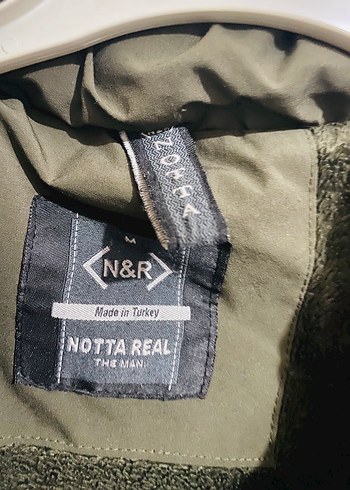 NOTTA
M
<N&R>
Made in Turkey
NOTTA REAL
THE MAN